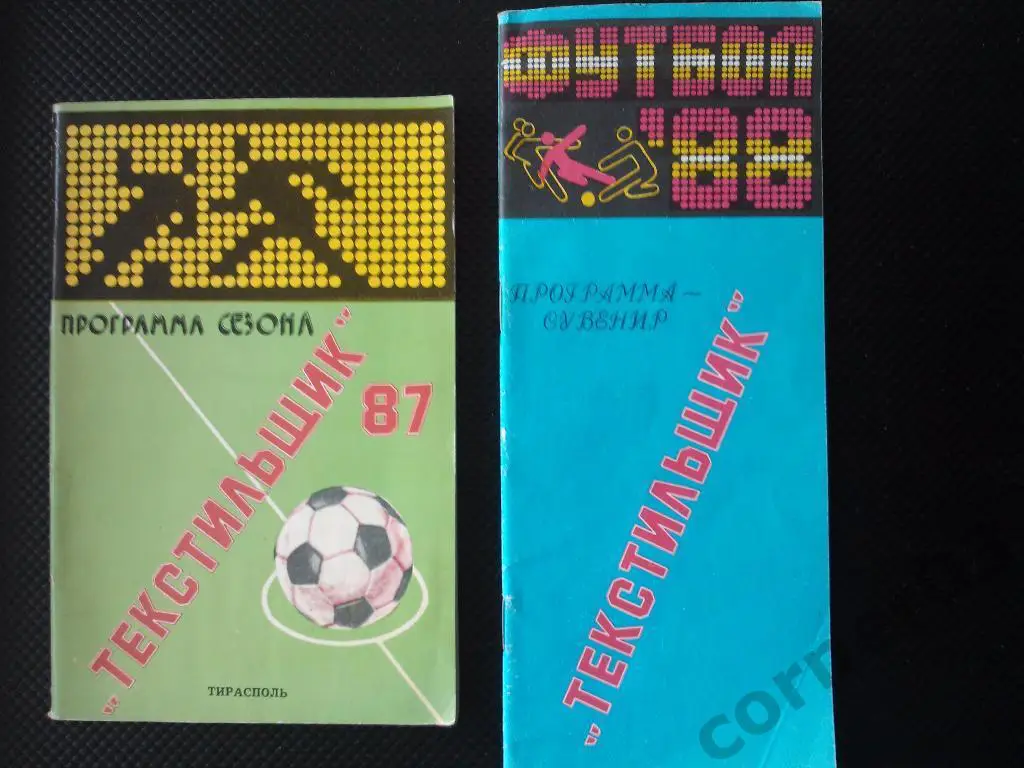 ПРОГРАММА СЕЗОНА
"ТЕКСТИЛЬЩИК"
87
ТИРАСПОЛЬ
ФУТБОЛ
'88
ПРОГРАММА-
СУВЕНИР
"ТЕКСТИЛЬЩИК"